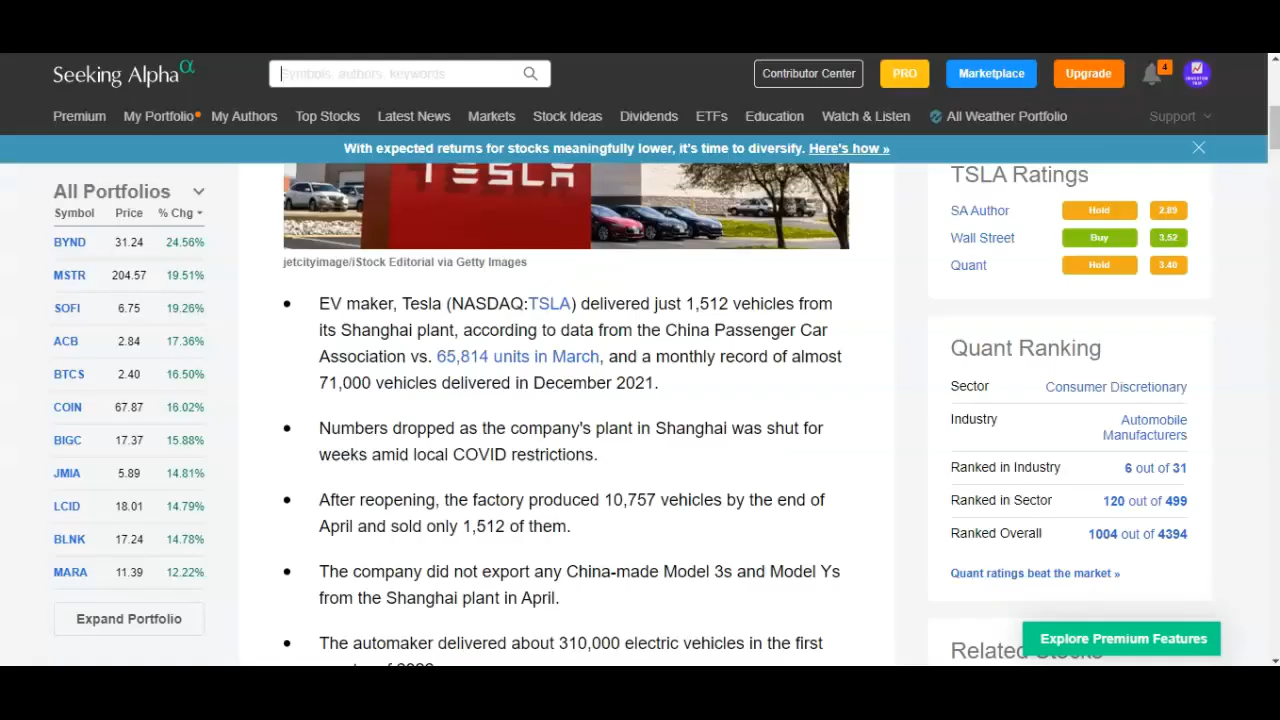 Seeking Alpha α
Symbols, authors, keywords
Contributor Center
PRO
Marketplace
Upgrade
4
Premium My Portfolio My Authors Top Stocks Latest News Markets Stock Ideas Dividends ETFs Education Watch & Listen All Weather Portfolio Support
With expected returns for stocks meaningfully lower, it's time to diversify. Here's how »
All Portfolios
Symbol Price % Chg
BYND 31.24 24.56%
MSTR 204.57 19.51%
SOFI 6.75 19.26%
ACB 2.84 17.36%
BTCS 2.40 16.50%
COIN 67.87 16.02%
BIGC 17.37 15.88%
JMIA 5.89 14.81%
LCID 18.01 14.79%
BLNK 17.24 14.78%
MARA 11.39 12.22%
Expand Portfolio
TESLA
jetcityimage/iStock Editorial via Getty Images
• EV maker, Tesla (NASDAQ:TSLA) delivered just 1,512 vehicles from
its Shanghai plant, according to data from the China Passenger Car
Association vs. 65,814 units in March, and a monthly record of almost
71,000 vehicles delivered in December 2021.
• Numbers dropped as the company's plant in Shanghai was shut for
weeks amid local COVID restrictions.
• After reopening, the factory produced 10,757 vehicles by the end of
April and sold only 1,512 of them.
• The company did not export any China-made Model 3s and Model Ys
from the Shanghai plant in April.
• The automaker delivered about 310,000 electric vehicles in the first
TSLA Ratings
SA Author Hold 2.89
Wall Street Buy 3.52
Quant Hold 3.40
Quant Ranking
Sector Consumer Discretionary
Industry Automobile
Manufacturers
Ranked in Industry 6 out of 31
Ranked in Sector 120 out of 499
Ranked Overall 1004 out of 4394
Quant ratings beat the market »
Explore Premium Features
Related Stocks